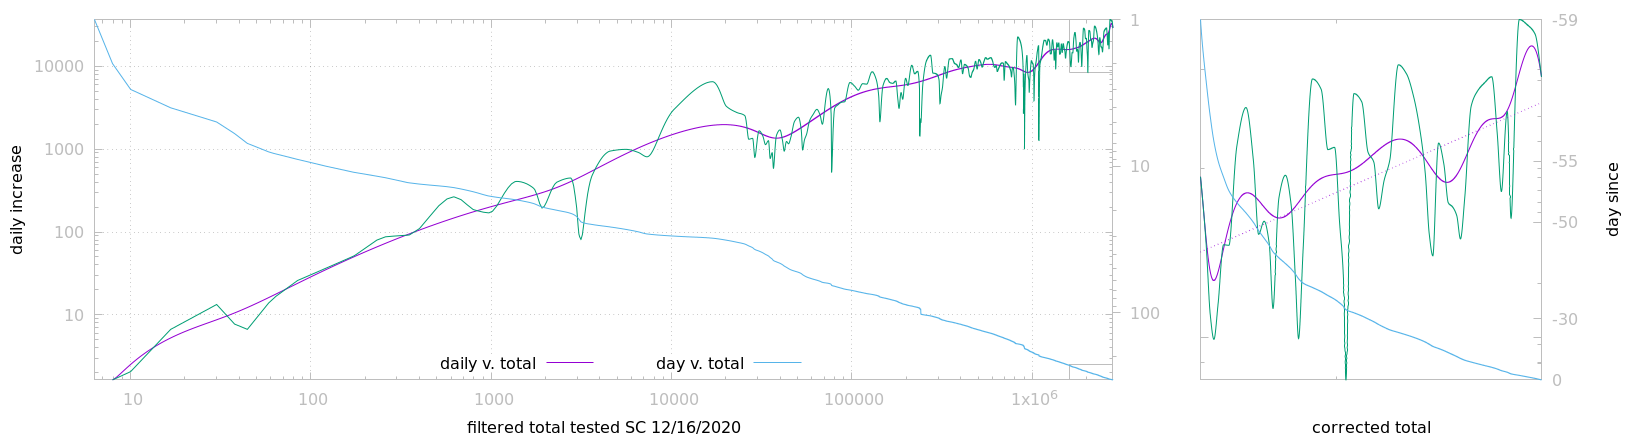 10000
1000
100
10
daily increase
1
10
100
daily v. total
day v. total
10
100
1000
10000
100000
1x10⁶
filtered total tested SC 12/16/2020
-59
-55
-50
-30
0
day since
corrected total